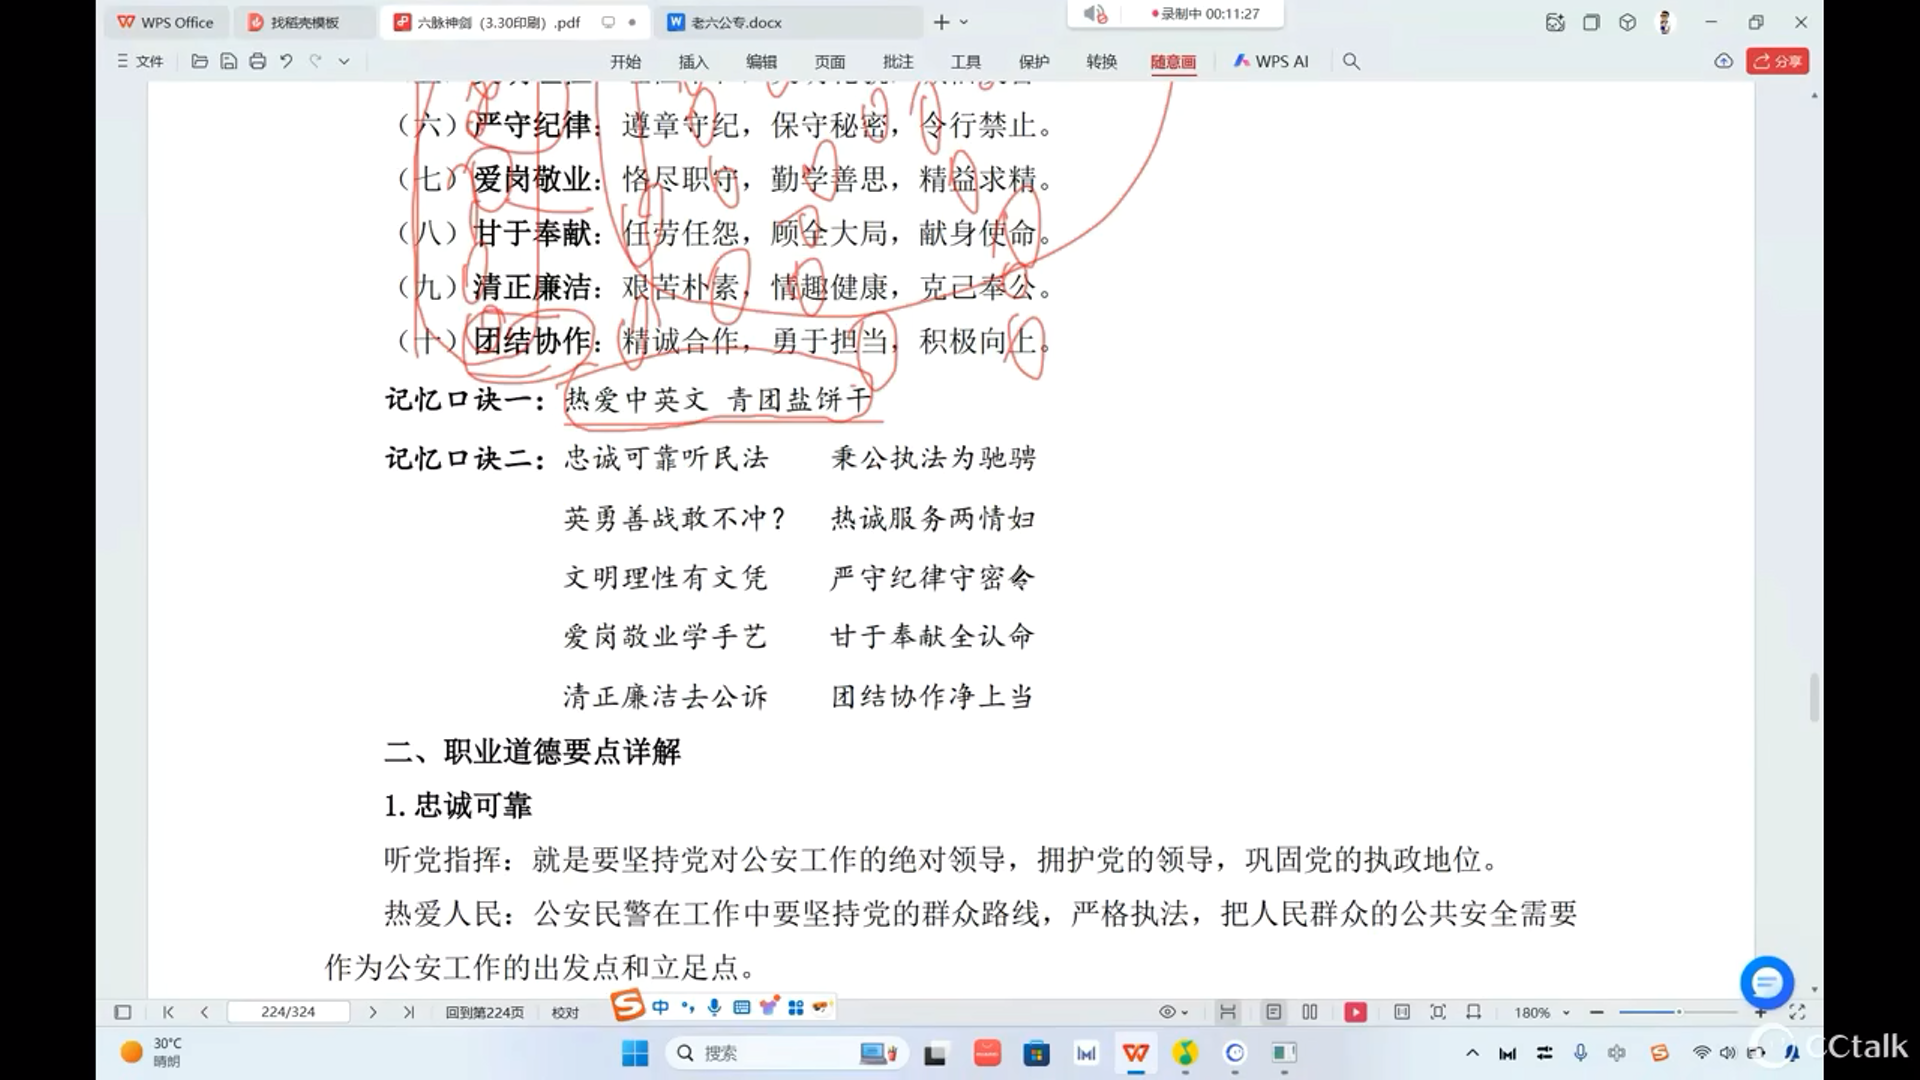 WPS Office
找稻壳模板
六脉神剑（3.30印刷）.pdf
老六公专.docx
录制中 00:11:27
文件
开始 插入 编辑 页面 批注 工具 保护 转换 随意画 WPS AI
分享
（六）严守纪律：遵章守纪，保守秘密，令行禁止。
（七）爱岗敬业：恪尽职守，勤学善思，精益求精。
（八）甘于奉献：任劳任怨，顾全大局，献身使命。
（九）清正廉洁：艰苦朴素，情趣健康，克己奉公。
（十）团结协作：精诚合作，勇于担当，积极向上。
记忆口诀一：热爱中英文 青团盐饼干
记忆口诀二：忠诚可靠听民法 秉公执法为驰骋
英勇善战敢不冲？ 热诚服务两情妇
文明理性有文凭 严守纪律守密令
爱岗敬业学手艺 甘于奉献全认命
清正廉洁去公诉 团结协作净上当
二、职业道德要点详解
1.忠诚可靠
听党指挥：就是要坚持党对公安工作的绝对领导，拥护党的领导，巩固党的执政地位。
热爱人民：公安民警在工作中要坚持党的群众路线，严格执法，把人民群众的公共安全需要
作为公安工作的出发点和立足点。
224/324
回到第224页 校对
中
180%
30°C
晴朗
搜索
CCtalk